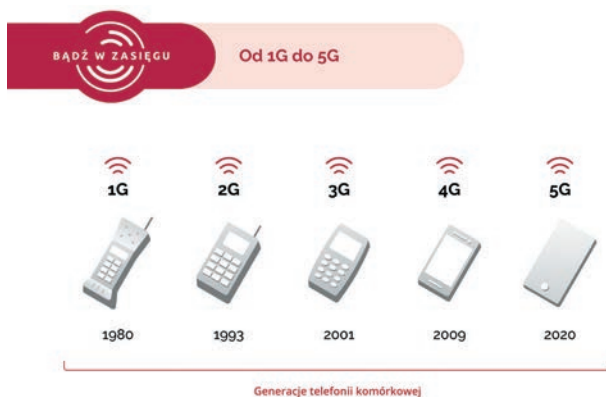 BĄDŹ W ZASIĘGU
Od 1G do 5G
1G 2G 3G 4G 5G
1980 1993 2001 2009 2020
Generacje telefonii komórkowej